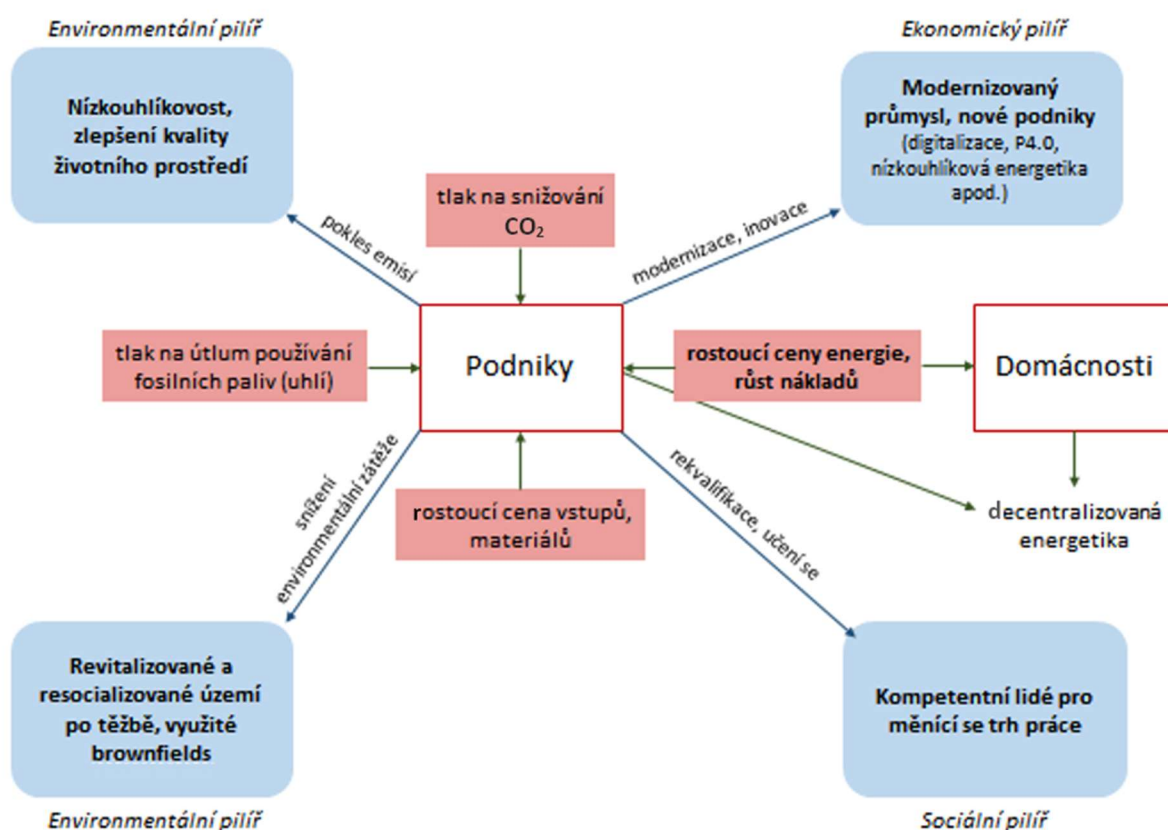 Environmentální pilíř
Ekonomický pilíř
Nízkouhlíkovost,
zlepšení kvality
životního prostředí
Modernizovaný
průmysl, nové podniky
(digitalizace, P4.0,
nízkouhlíková energetika
apod.)
tlak na snižování
CO₂
pokles emisí
modernizace, inovace
tlak na útlum používání
fosilních paliv (uhlí)
Podniky
rostoucí ceny energie,
růst nákladů
Domácnosti
snížení
environmentální zátěže
rostoucí cena vstupů,
materiálů
rekvalifikace, učení se
decentralizovaná
energetika
Revitalizované a
resocializované území
po těžbě, využité
brownfields
Kompetentní lidé pro
měnící se trh práce
Environmentální pilíř
Sociální pilíř